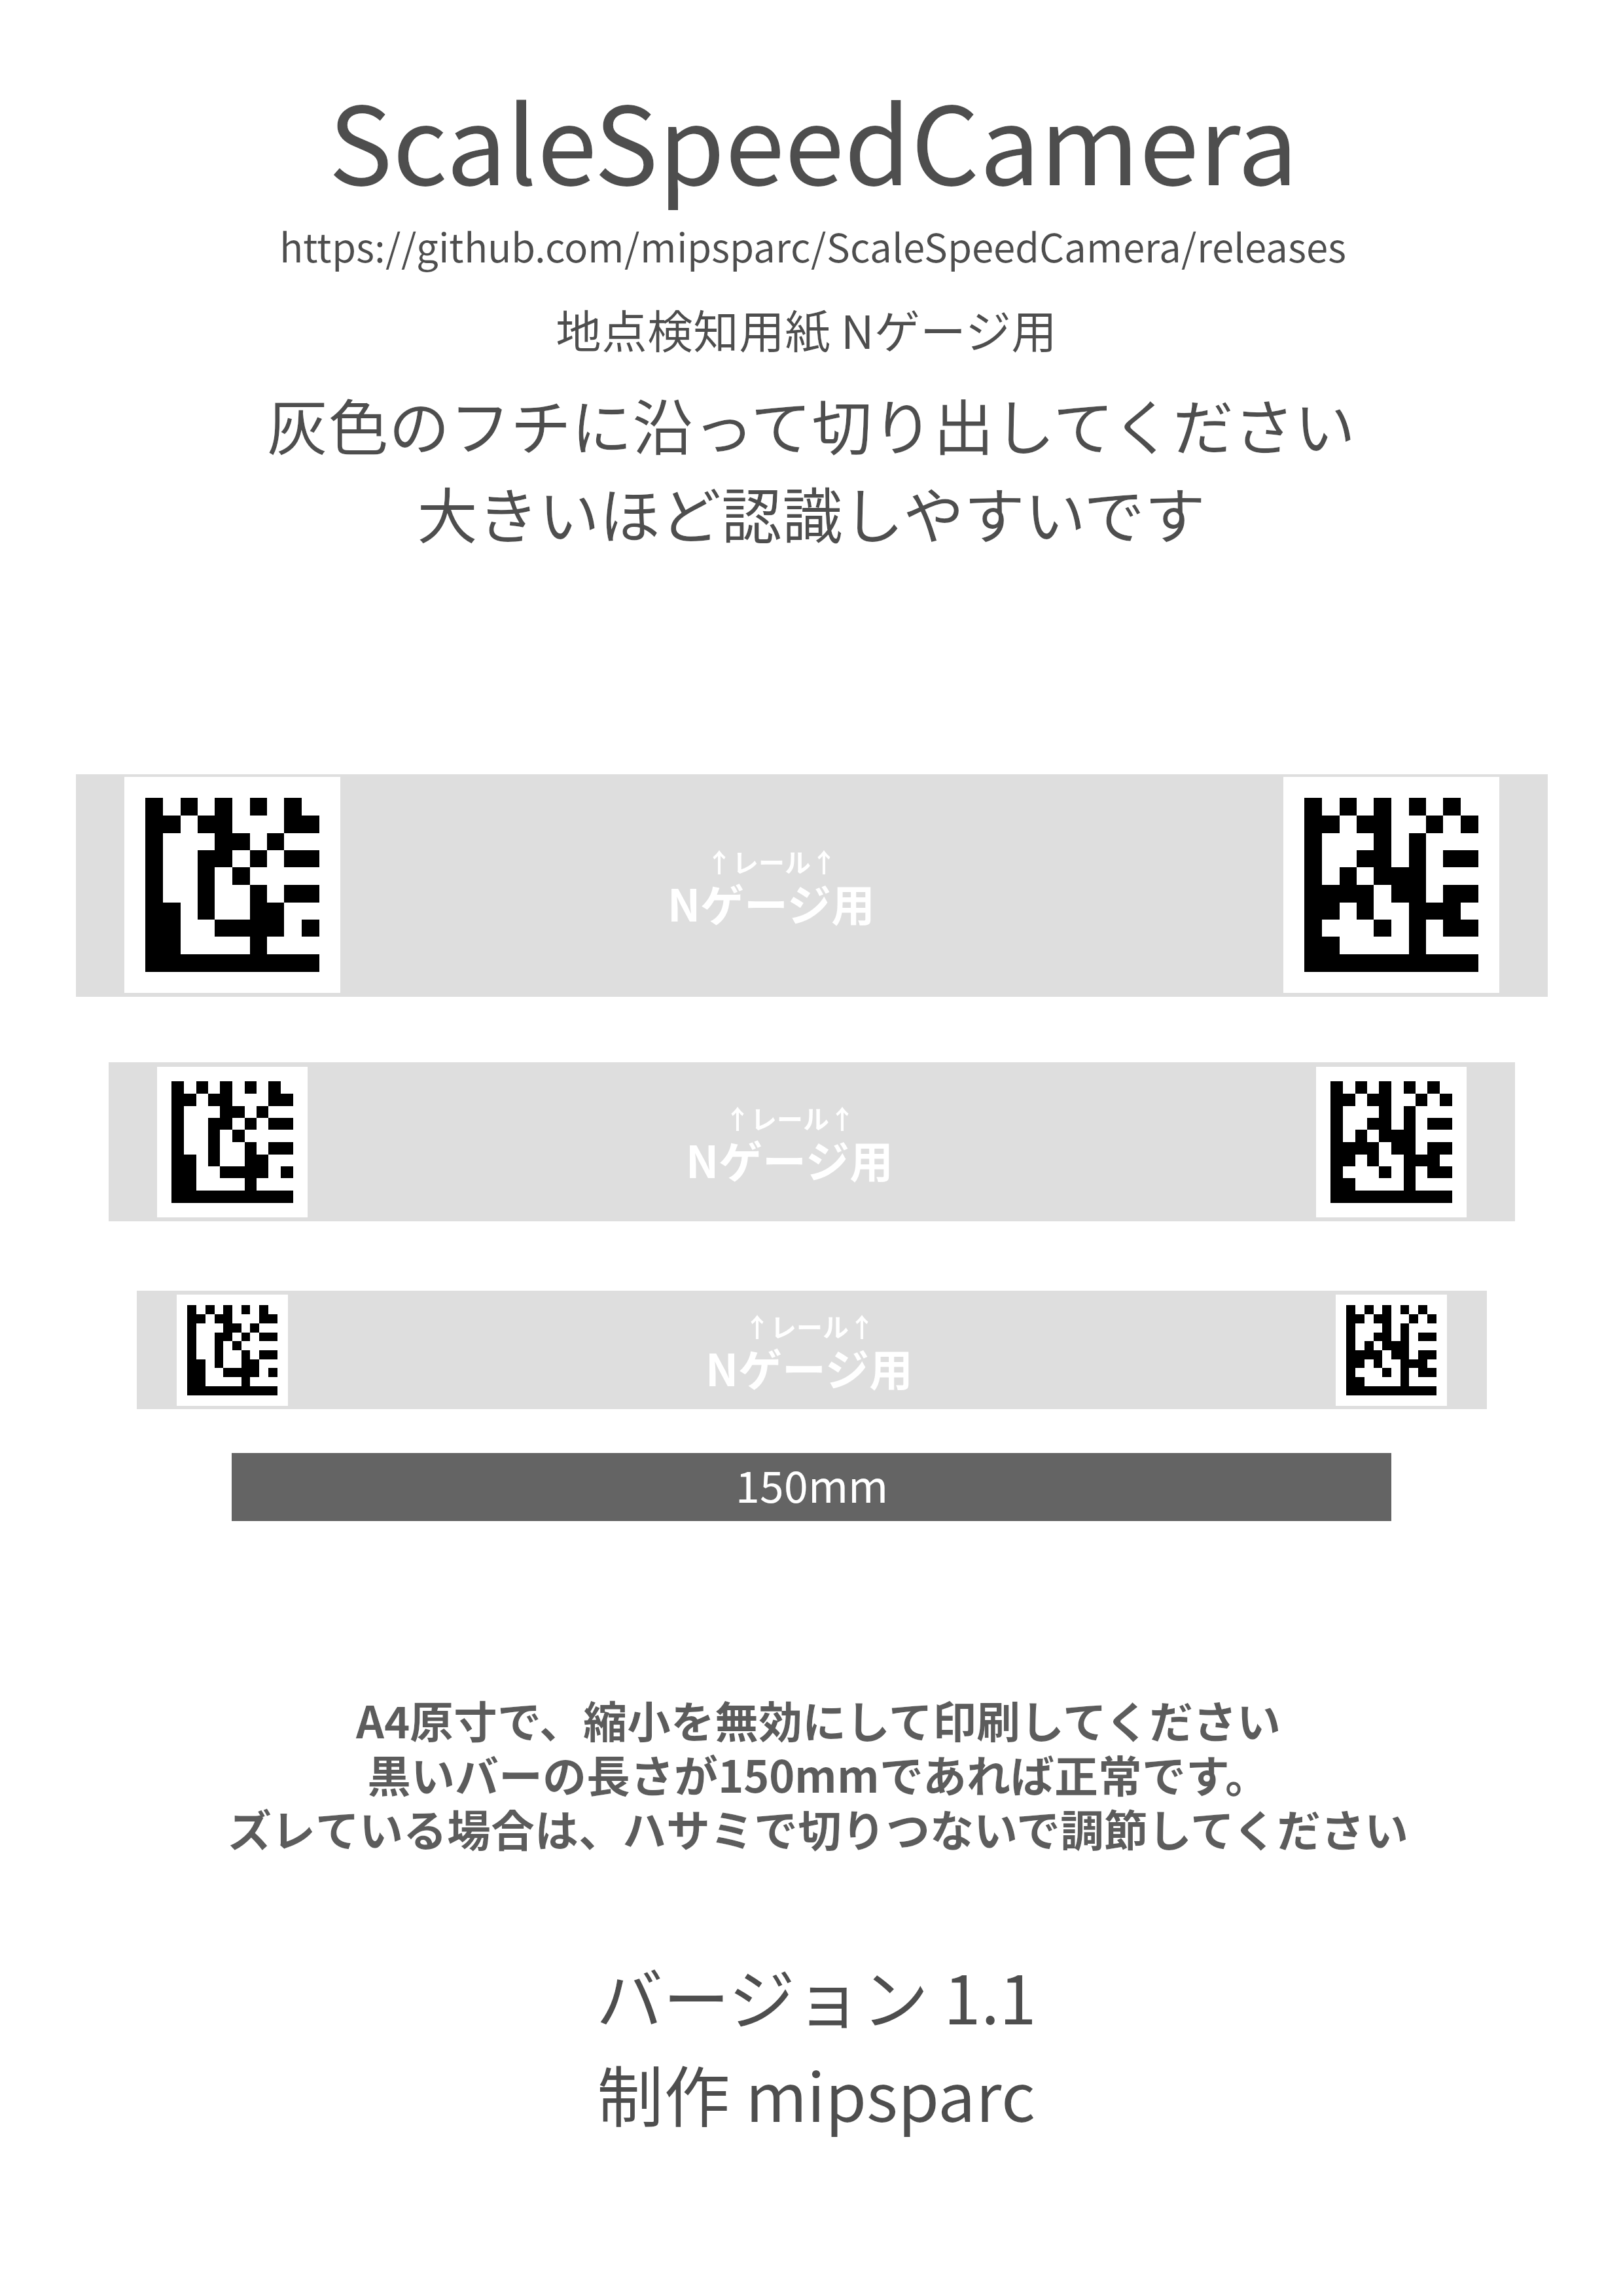 ScaleSpeedCamera
https://github.com/mipsparc/ScaleSpeedCamera/releases
地点検知用紙 Nゲージ用
灰色のフチに沿って切り出してください
大きいほど認識しやすいです
↑レール↑
Nゲージ用
↑レール↑
Nゲージ用
↑レール↑
Nゲージ用
150mm
A4原寸で、縮小を無効にして印刷してください
黒いバーの長さが150mmであれば正常です。
ズレている場合は、ハサミで切りつないで調節してください
バージョン 1.1
制作 mipsparc